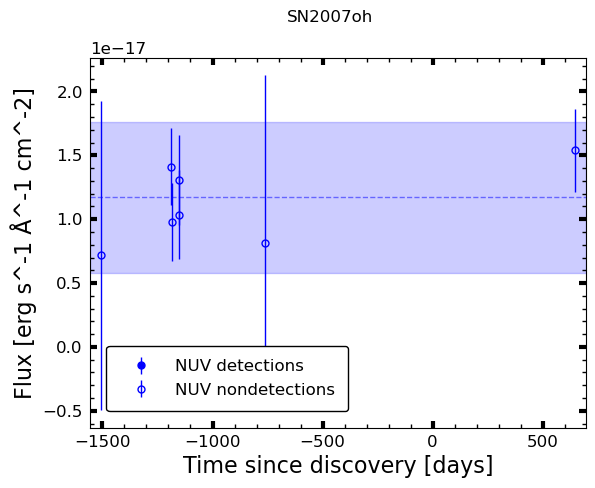 SN2007oh
1e−17
2.0
1.5
1.0
0.5
0.0
−0.5
Flux [erg s^-1 Å^-1 cm^-2]
NUV detections
NUV nondetections
−1500 −1000 −500 0 500
Time since discovery [days]